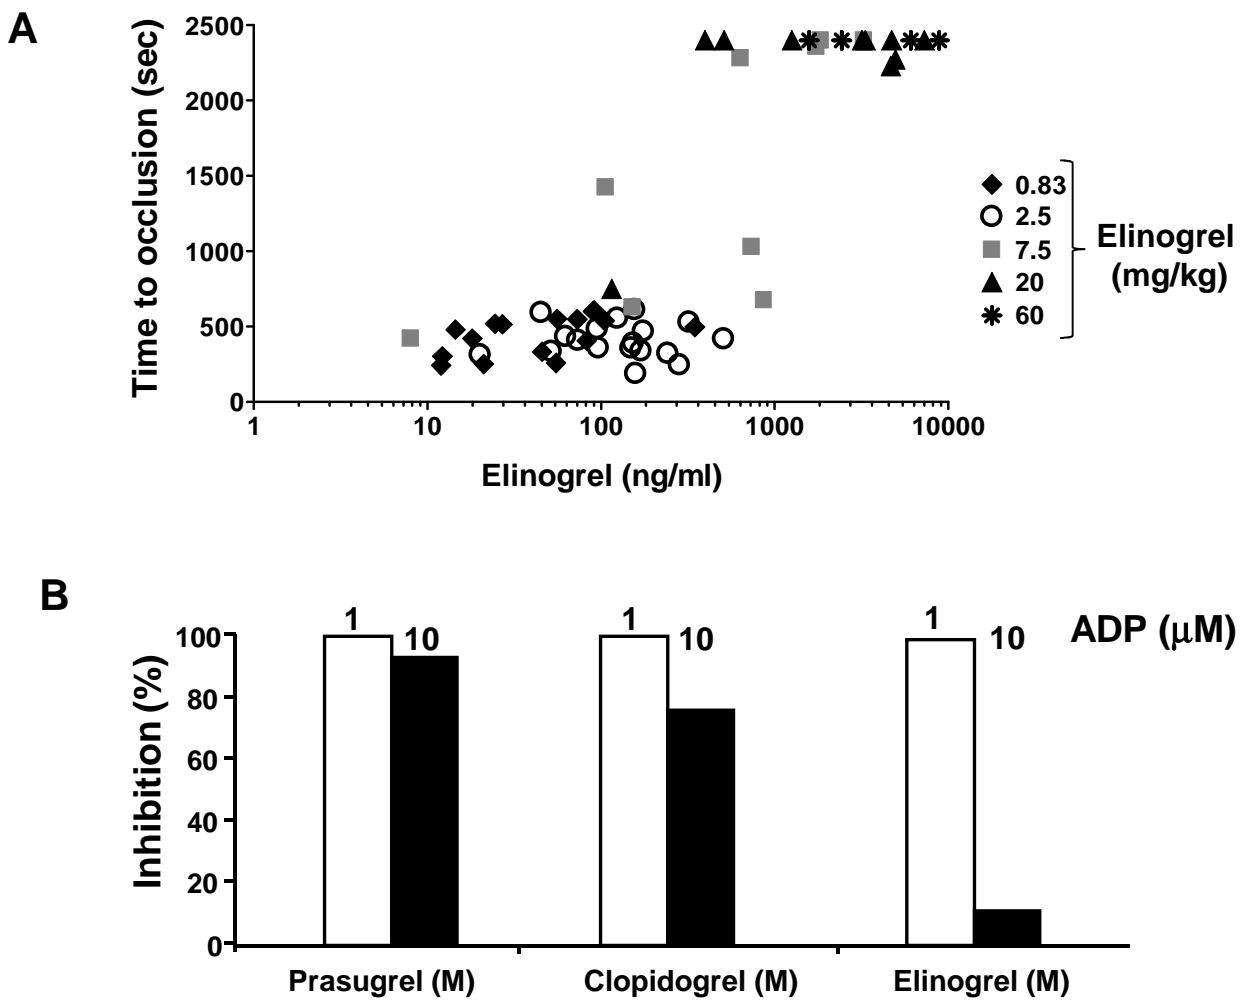 A
Time to occlusion (sec)
2500
2000
1500
1000
500
0
1 10 100 1000 10000
Elinogrel (ng/ml)
0.83
2.5
7.5
20
60
Elinogrel
(mg/kg)
B
Inhibition (%)
100
80
60
40
20
0
1 10 1 10 1 10 ADP (μM)
Prasugrel (M) Clopidogrel (M) Elinogrel (M)